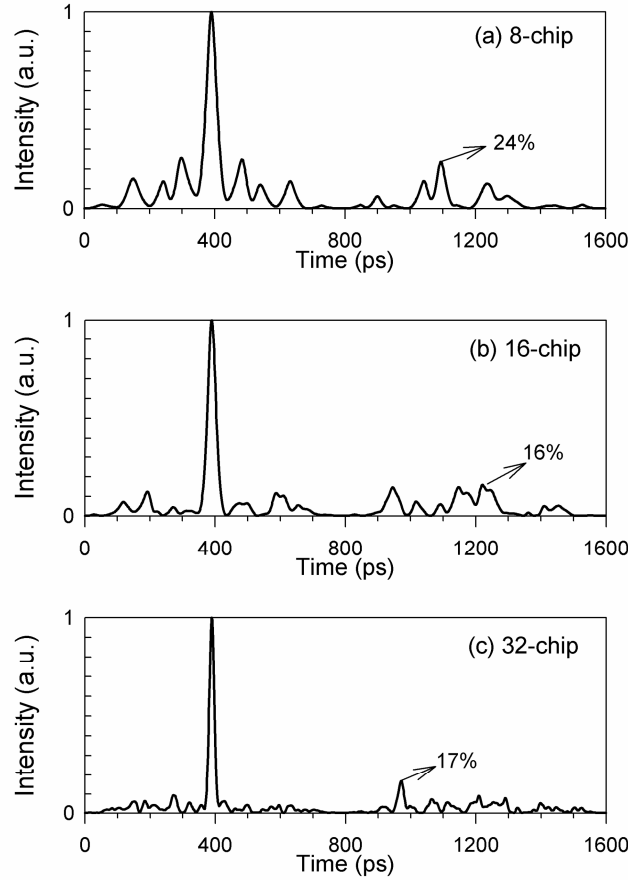 1
(a) 8-chip
Intensity (a.u.)
24%
0
0 400 800 1200 1600
Time (ps)
1
(b) 16-chip
Intensity (a.u.)
16%
0
0 400 800 1200 1600
Time (ps)
1
(c) 32-chip
Intensity (a.u.)
17%
0
0 400 800 1200 1600
Time (ps)